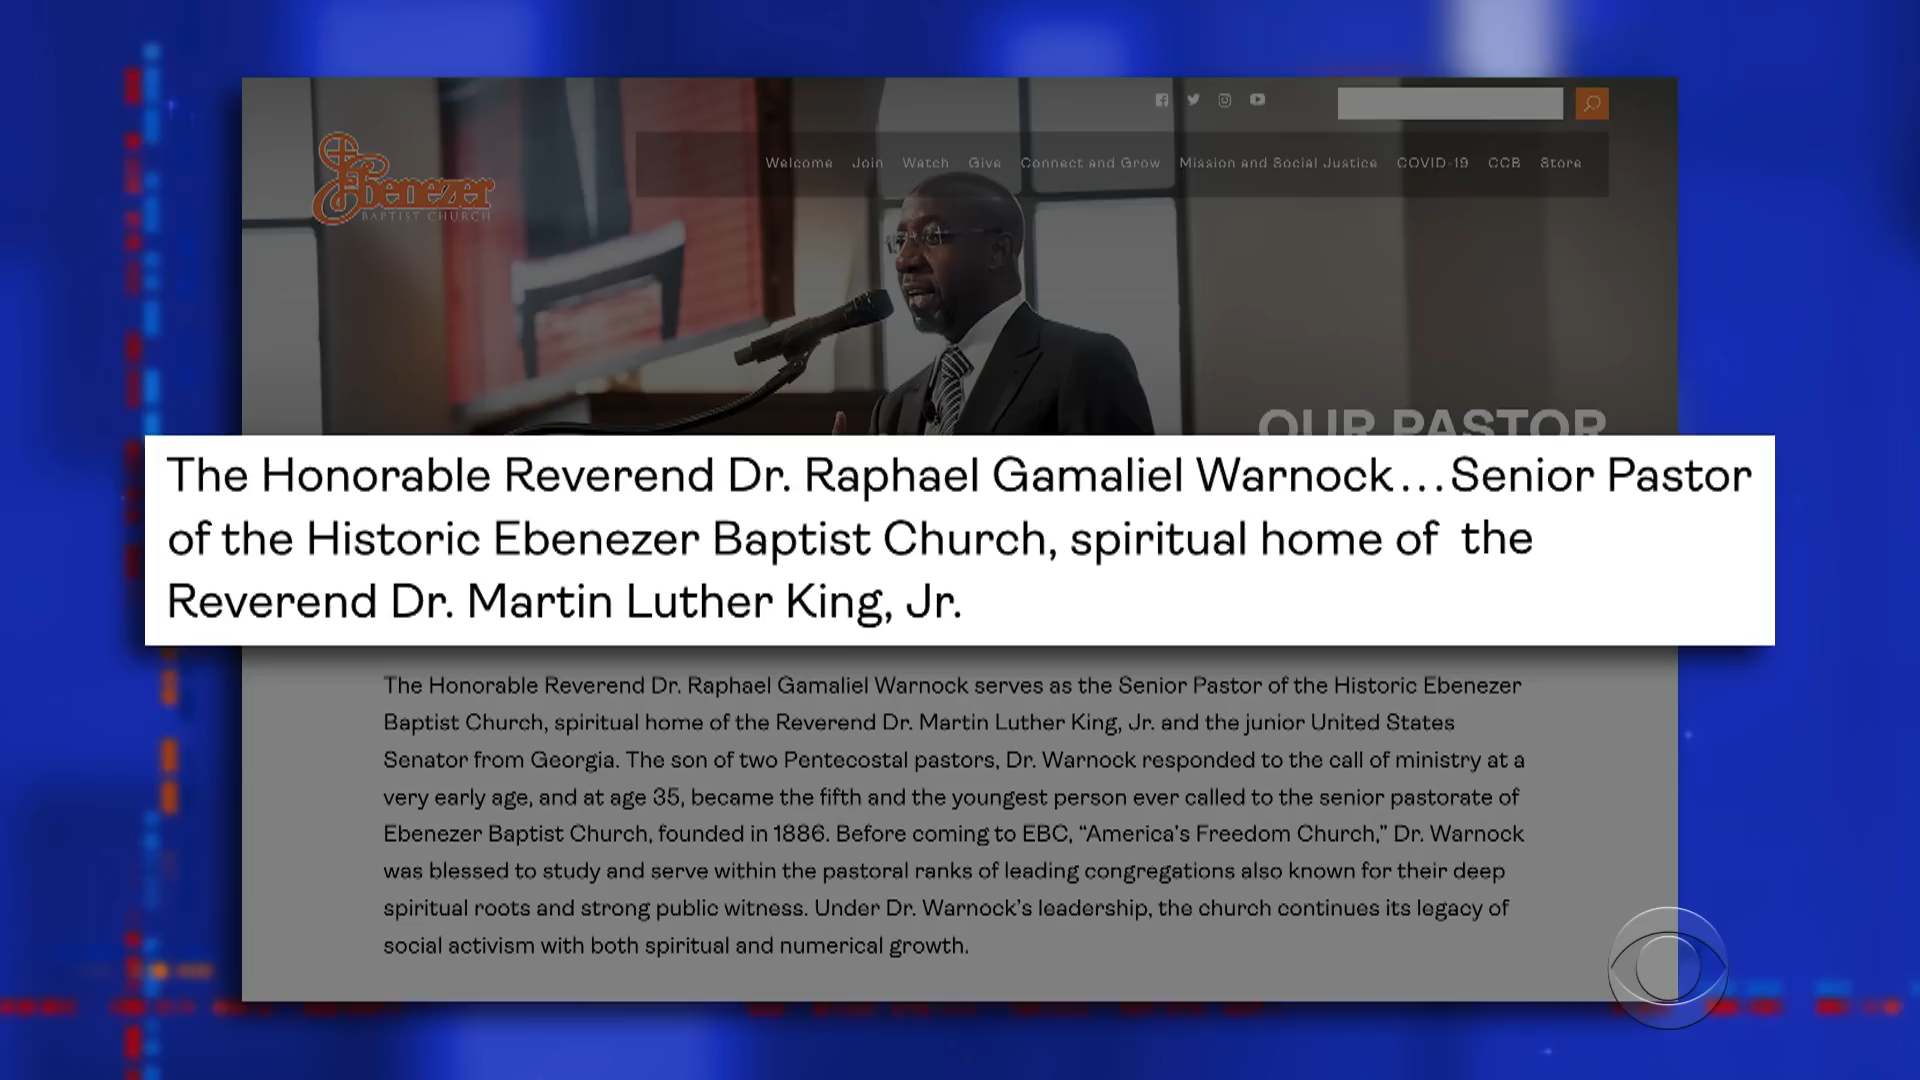 Ebenezer
BAPTIST CHURCH
Welcome Join Watch Give Connect and Grow Mission and Social Justice COVID-19 CCB Store
OUR PASTOR
The Honorable Reverend Dr. Raphael Gamaliel Warnock...Senior Pastor
of the Historic Ebenezer Baptist Church, spiritual home of the
Reverend Dr. Martin Luther King, Jr.
The Honorable Reverend Dr. Raphael Gamaliel Warnock serves as the Senior Pastor of the Historic Ebenezer
Baptist Church, spiritual home of the Reverend Dr. Martin Luther King, Jr. and the junior United States
Senator from Georgia. The son of two Pentecostal pastors, Dr. Warnock responded to the call of ministry at a
very early age, and at age 35, became the fifth and the youngest person ever called to the senior pastorate of
Ebenezer Baptist Church, founded in 1886. Before coming to EBC, “America’s Freedom Church,” Dr. Warnock
was blessed to study and serve within the pastoral ranks of leading congregations also known for their deep
spiritual roots and strong public witness. Under Dr. Warnock’s leadership, the church continues its legacy of
social activism with both spiritual and numerical growth.